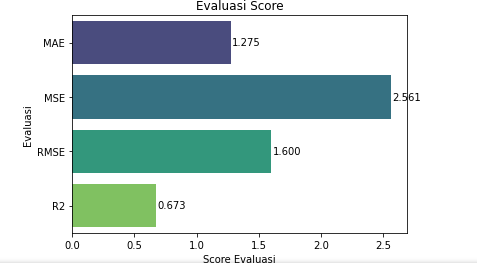 Evaluasi Score
MAE
1.275
MSE
2.561
Evaluasi
RMSE
1.600
R2
0.673
0.0 0.5 1.0 1.5 2.0 2.5
Score Evaluasi